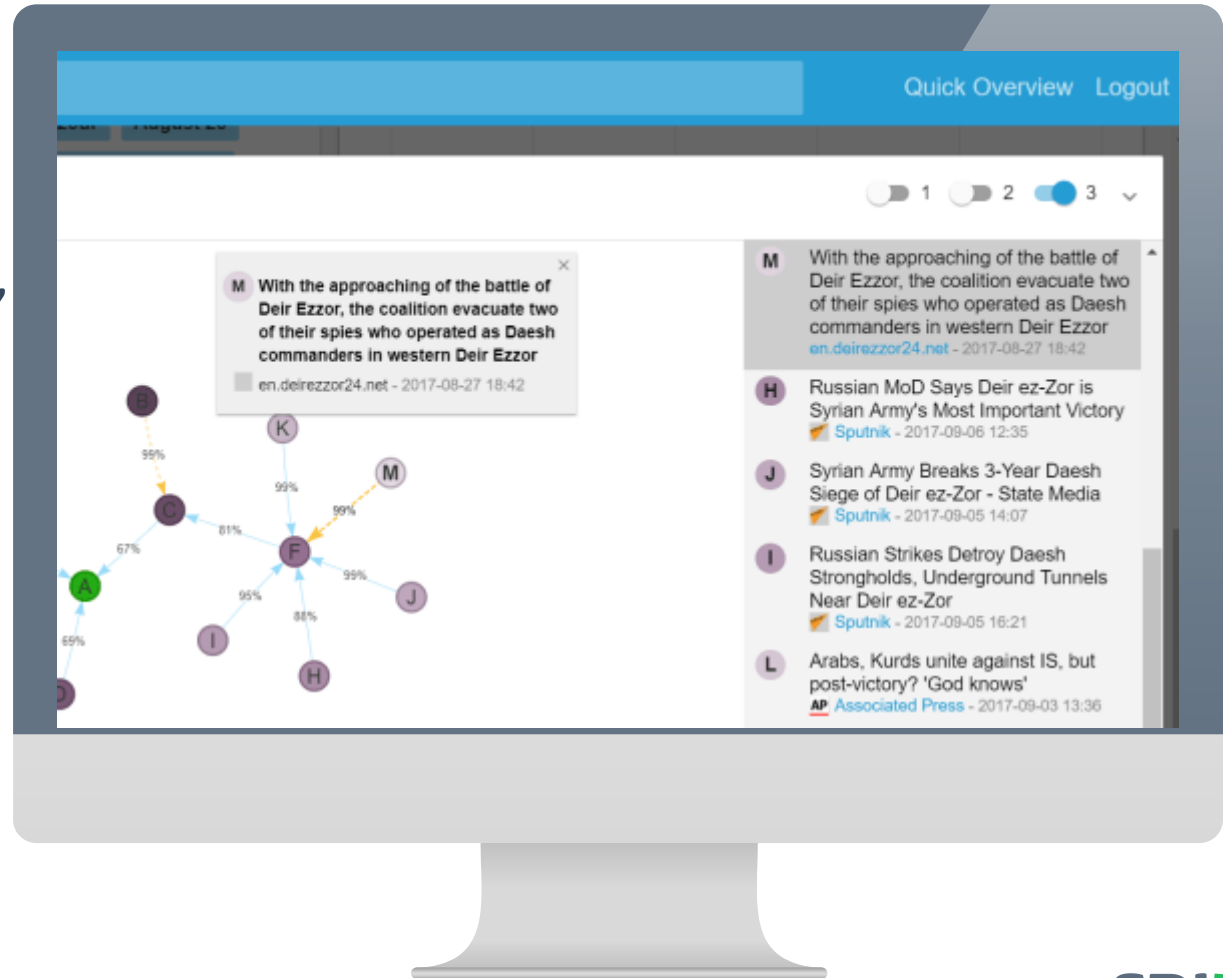 Quick Overview Logout
August 20
1 2 3
M With the approaching of the battle of
Deir Ezzor, the coalition evacuate two
of their spies who operated as Daesh
commanders in western Deir Ezzor
en.deirezzor24.net - 2017-08-27 18:42
B
99%
C
67%
A
69%
D
81%
K
99%
M
99%
F
99%
J
95%
I
88%
H
M With the approaching of the battle of
Deir Ezzor, the coalition evacuate two
of their spies who operated as Daesh
commanders in western Deir Ezzor
en.deirezzor24.net - 2017-08-27 18:42
H Russian MoD Says Deir ez-Zor is
Syrian Army's Most Important Victory
Sputnik - 2017-09-06 12:35
J Syrian Army Breaks 3-Year Daesh
Siege of Deir ez-Zor - State Media
Sputnik - 2017-09-05 14:07
I Russian Strikes Detroy Daesh
Strongholds, Underground Tunnels
Near Deir ez-Zor
Sputnik - 2017-09-05 16:21
L Arabs, Kurds unite against IS, but
post-victory? 'God knows'
AP Associated Press - 2017-09-03 13:36